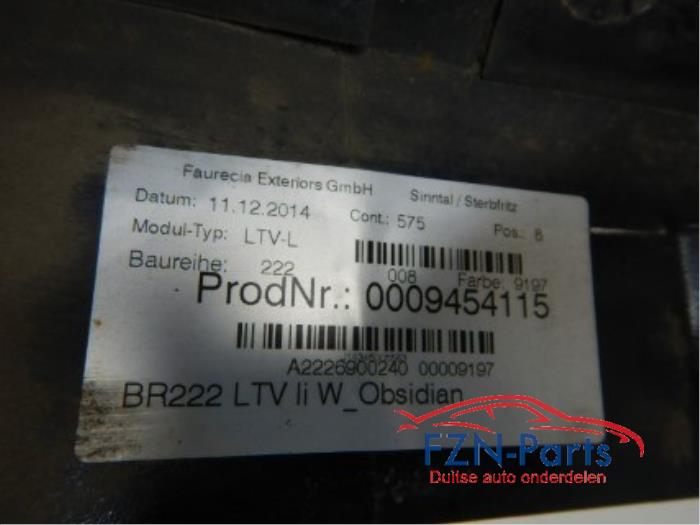 Faurecia Exteriors GmbH Sinntal / Sterbfritz
Datum: 11.12.2014 Cont.: 575 Pos.: 8
Modul-Typ: LTV-L
Baureihe: 222 008 Farbe: 9197
ProdNr.: 0009454115
A2226900240 00009197
BR222 LTV li W_Obsidian
FZN-Parts
Duitse auto onderdelen